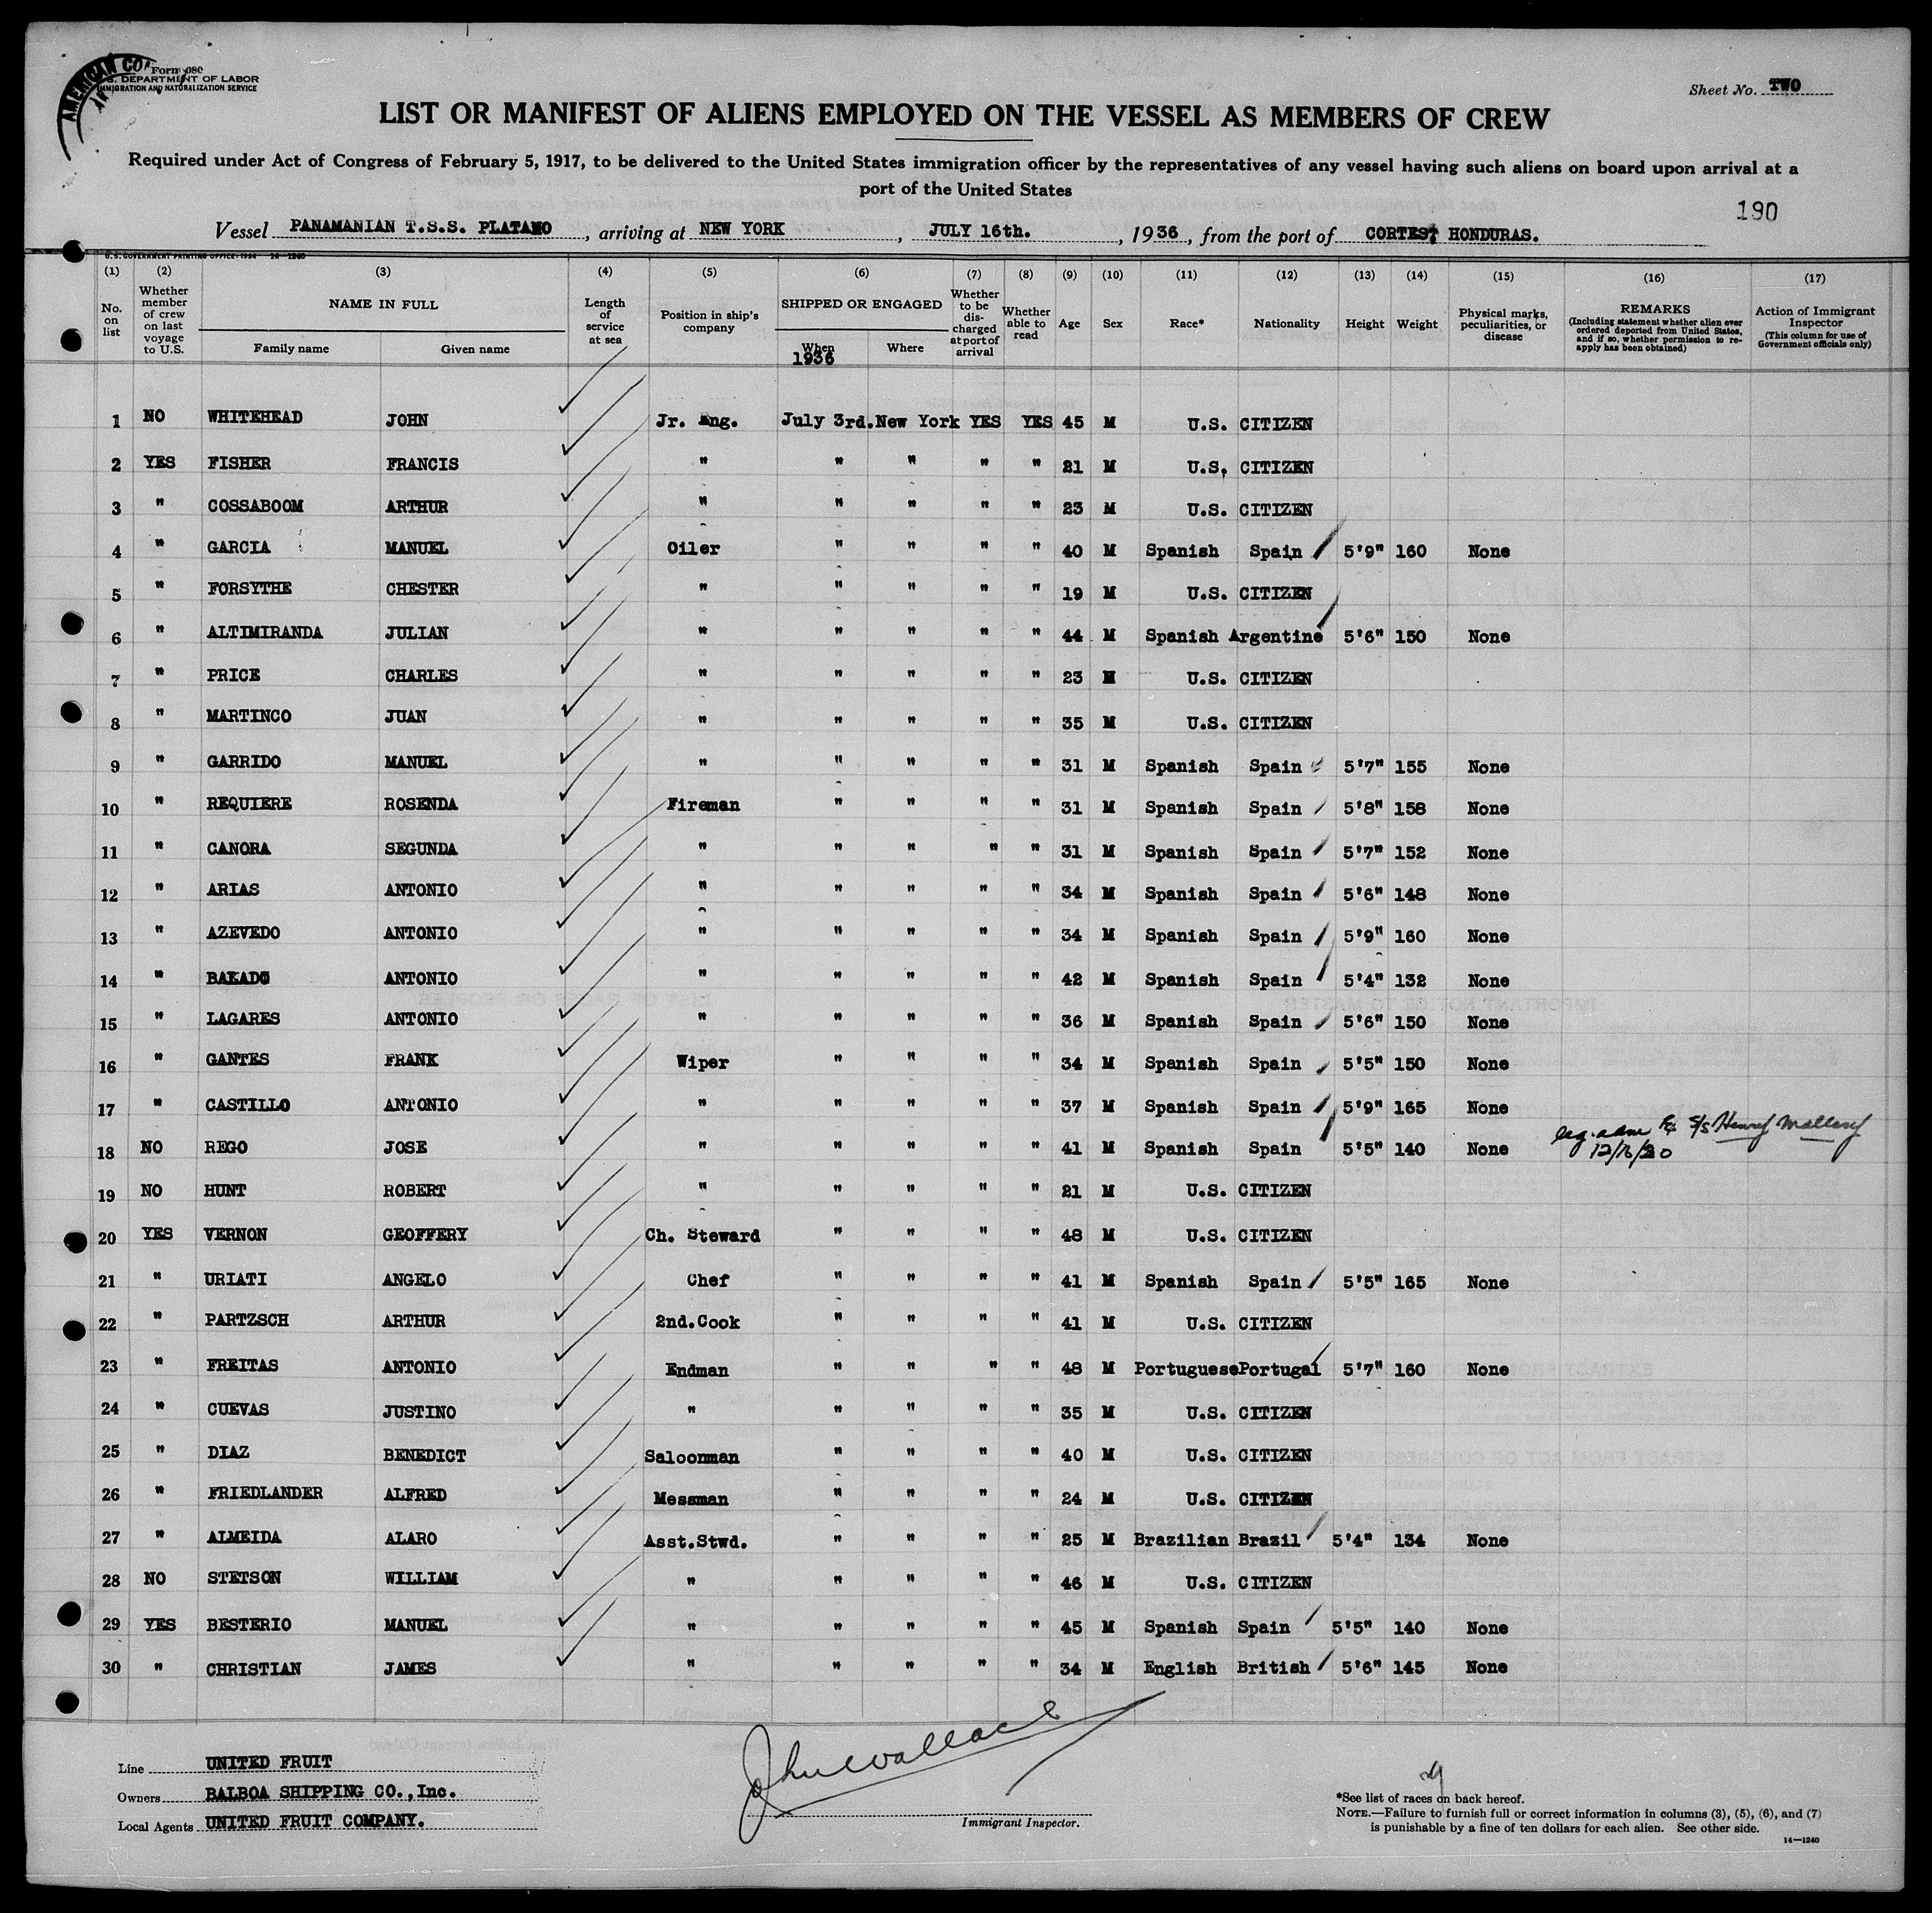 AMERICAN CO
Form 680
U. S. DEPARTMENT OF LABOR
IMMIGRATION AND NATURALIZATION SERVICE
Sheet No. TWO
LIST OR MANIFEST OF ALIENS EMPLOYED ON THE VESSEL AS MEMBERS OF CREW
Required under Act of Congress of February 5, 1917, to be delivered to the United States immigration officer by the representatives of any vessel having such aliens on board upon arrival at a
port of the United States
190
Vessel PANAMANIAN T.S.S. PLATANO, arriving at NEW YORK, JULY 16th., 1936, from the port of CORTES, HONDURAS.
U. S. GOVERNMENT PRINTING OFFICE: 1934 14—1240
(1) (2) (3) (4) (5) (6) (7) (8) (9) (10) (11) (12) (13) (14) (15) (16) (17)
No. on list
Whether member of crew on last voyage to U.S.
NAME IN FULL
Family name Given name
Length of service at sea
Position in ship's company
SHIPPED OR ENGAGED
When Where
1936
Whether to be discharged at port of arrival
Whether able to read
Age Sex Race* Nationality Height Weight
Physical marks, peculiarities, or disease
REMARKS
(Including statement whether alien ever ordered deported from United States, and if so, whether permission to reapply has been obtained)
Action of Immigrant Inspector
(This column for use of Government officials only)
1 NO WHITEHEAD JOHN Jr. Eng. July 3rd. New York YES YES 45 M U.S. CITIZEN
2 YES FISHER FRANCIS " " " " " 21 M U.S. CITIZEN
3 " COSSABOOM ARTHUR " " " " " 23 M U.S. CITIZEN
4 " GARCIA MANUEL Oiler " " " " 40 M Spanish Spain 5'9" 160 None
5 " FORSYTHE CHESTER " " " " " 19 M U.S. CITIZEN
6 " ALTIMIRANDA JULIAN " " " " " 44 M Spanish Argentine 5'6" 150 None
7 " PRICE CHARLES " " " " " 23 M U.S. CITIZEN
8 " MARTINCO JUAN " " " " " 35 M U.S. CITIZEN
9 " GARRIDO MANUEL " " " " " 31 M Spanish Spain 5'7" 155 None
10 " REQUIERE ROSENDA Fireman " " " " 31 M Spanish Spain 5'8" 158 None
11 " CANORA SEGUNDA " " " " " 31 M Spanish Spain 5'7" 152 None
12 " ARIAS ANTONIO " " " " " 34 M Spanish Spain 5'6" 148 None
13 " AZEVEDO ANTONIO " " " " " 34 M Spanish Spain 5'9" 160 None
14 " ANTONIO " " " " " 42 M Spanish Spain 5'4" 132 None
15 " LAGARES ANTONIO " " " " " 36 M Spanish Spain 5'6" 150 None
16 " GANTES FRANK Wiper " " " " 34 M Spanish Spain 5'5" 150 None
17 " CASTILLO ANTONIO " " " " " 37 M Spanish Spain 5'9" 165 None
18 NO REGO JOSE " " " " " 41 M Spanish Spain 5'5" 140 None S/S Henry Mallory
19 NO HUNT ROBERT " " " " " 21 M U.S. CITIZEN
20 YES VERNON GEOFFERY Ch. Steward " " " " 48 M U.S. CITIZEN
21 " URIATI ANGELO Chef " " " " 41 M Spanish Spain 5'5" 165 None
22 " PARTZSCH ARTHUR 2nd.Cook " " " " 41 M U.S. CITIZEN
23 " FREITAS ANTONIO Endman " " " " 48 M Portuguese Portugal 5'7" 160 None
24 " CUEVAS JUSTINO " " " " " 35 M U.S. CITIZEN
25 " DIAZ BENEDICT Saloonman " " " " 40 M U.S. CITIZEN
26 " FRIEDLANDER ALFRED Messman " " " " 24 M U.S. CITIZEN
27 " ALMEIDA ALARO Asst.Stwd. " " " " 25 M Brazilian Brazil 5'4" 134 None
28 NO STETSON WILLIAM " " " " " 46 M U.S. CITIZEN
29 YES BESTERIO MANUEL " " " " " 45 M Spanish Spain 5'5" 140 None
30 " CHRISTIAN JAMES " " " " " 34 M English British 5'6" 145 None
Line UNITED FRUIT
Owners BALBOA SHIPPING CO.,Inc.
Local Agents UNITED FRUIT COMPANY.
John Wallace
Immigrant Inspector.
*See list of races on back hereof.
NOTE.—Failure to furnish full or correct information in columns (3), (5), (6), and (7)
is punishable by a fine of ten dollars for each alien. See other side.
14—1240